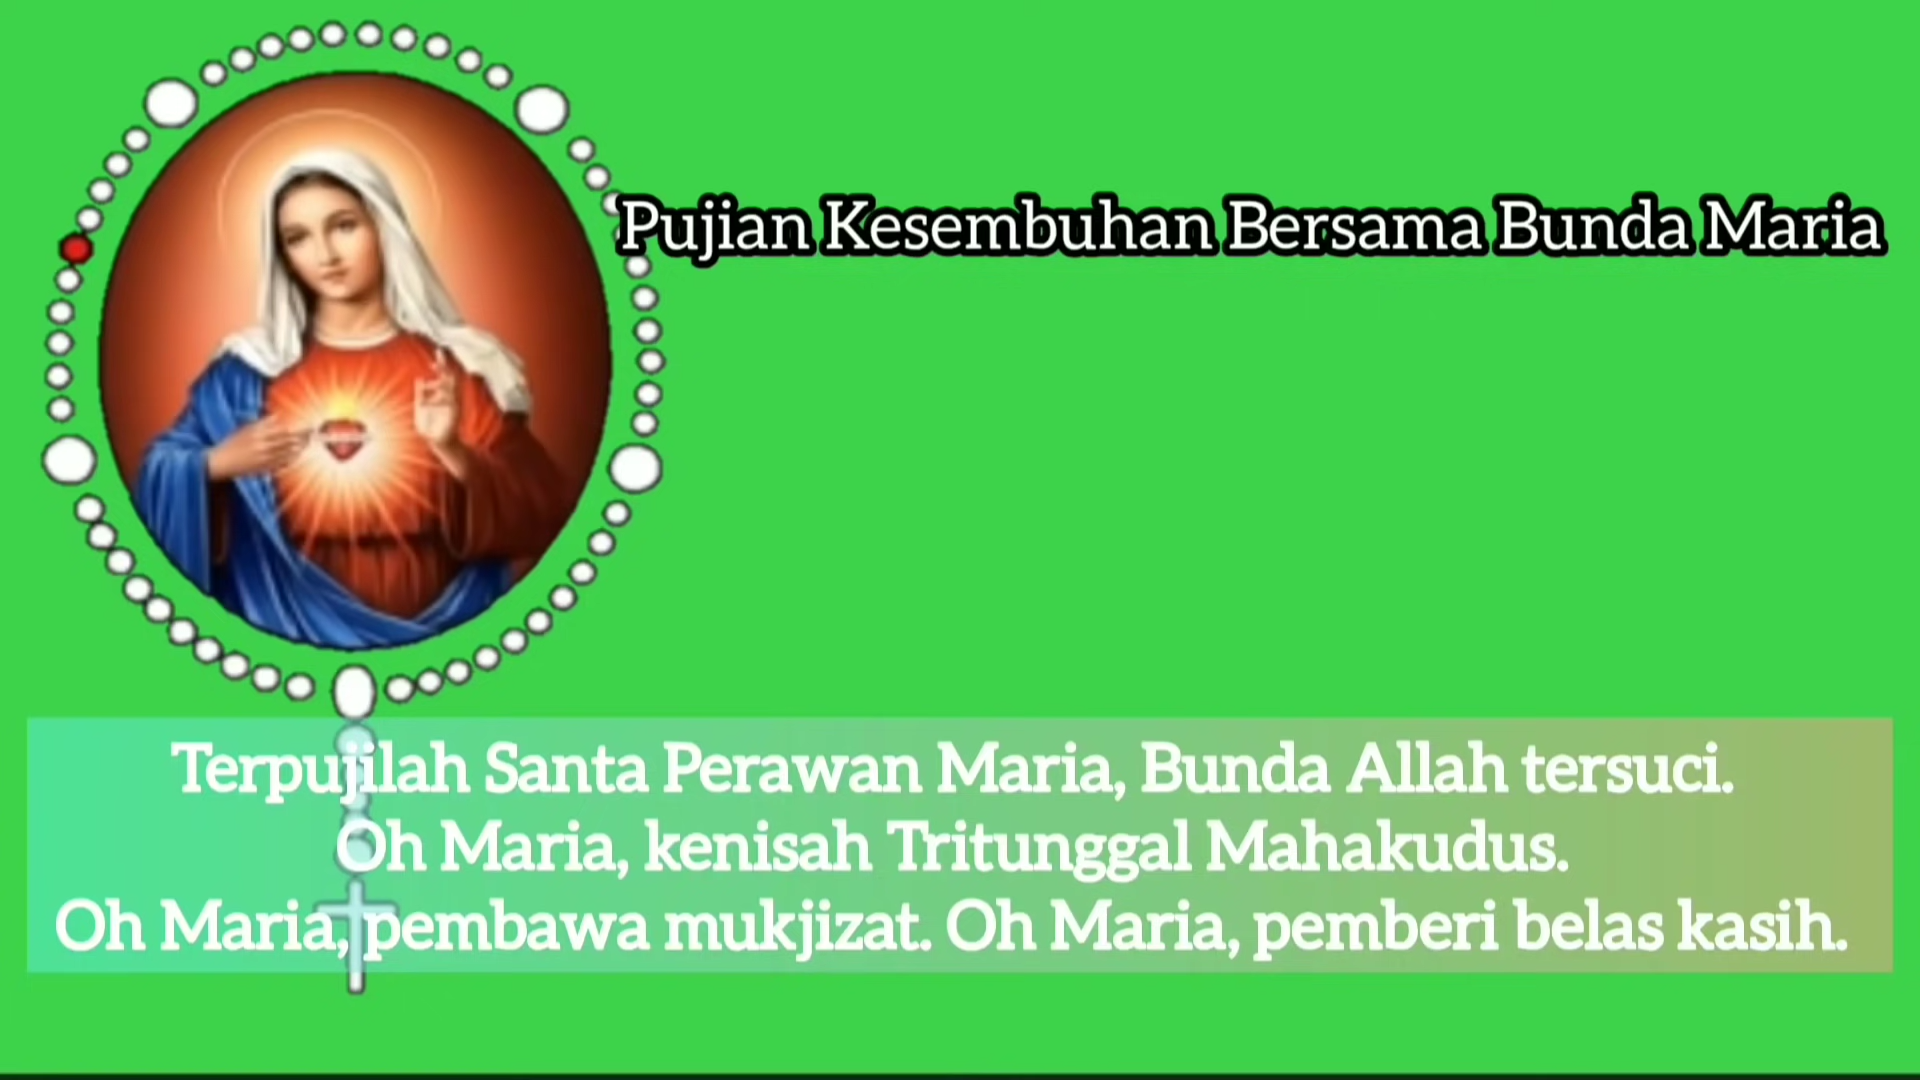 Pujian Kesembuhan Bersama Bunda Maria
Terpujilah Santa Perawan Maria, Bunda Allah tersuci.
Oh Maria, kenisah Tritunggal Mahakudus.
Oh Maria, pembawa mukjizat. Oh Maria, pemberi belas kasih.